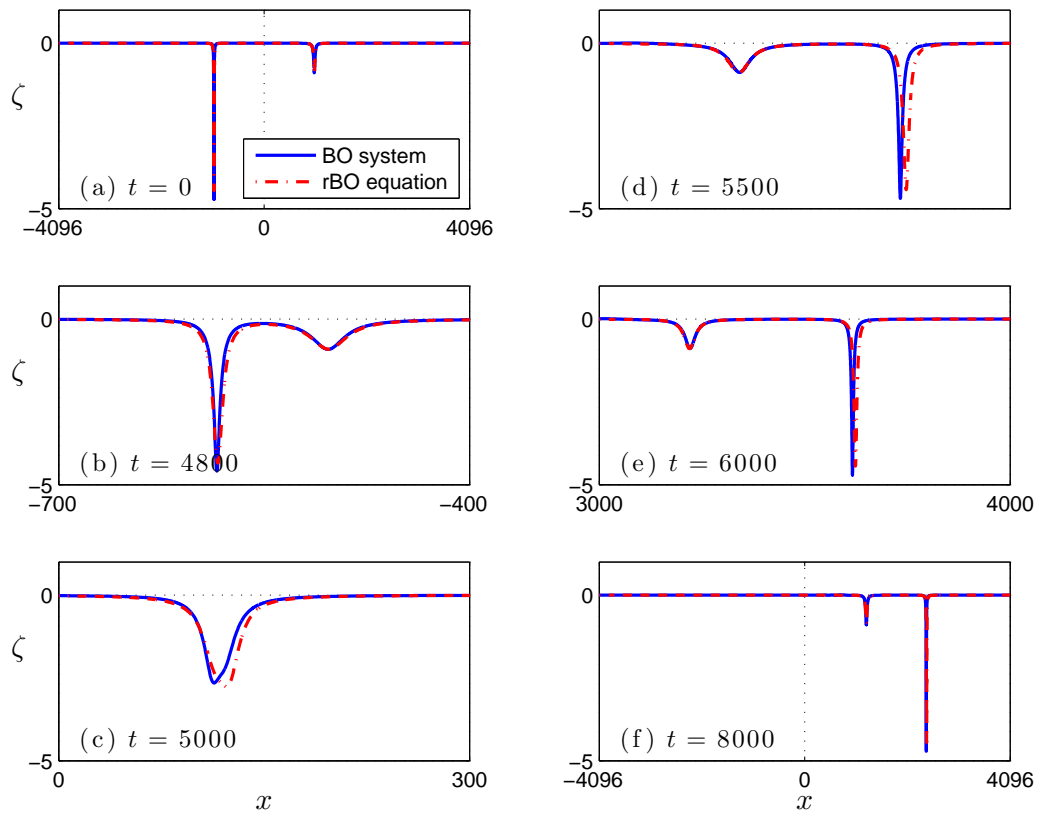 0
ζ
BO system
rBO equation
(a) t = 0
−5
−4096 0 4096
0
ζ
(b) t = 4800
−5
−700 −400
0
ζ
(c) t = 5000
−5
0 300
x
0
(d) t = 5500
−5
0
(e) t = 6000
−5
3000 4000
0
(f) t = 8000
−5
−4096 0 4096
x